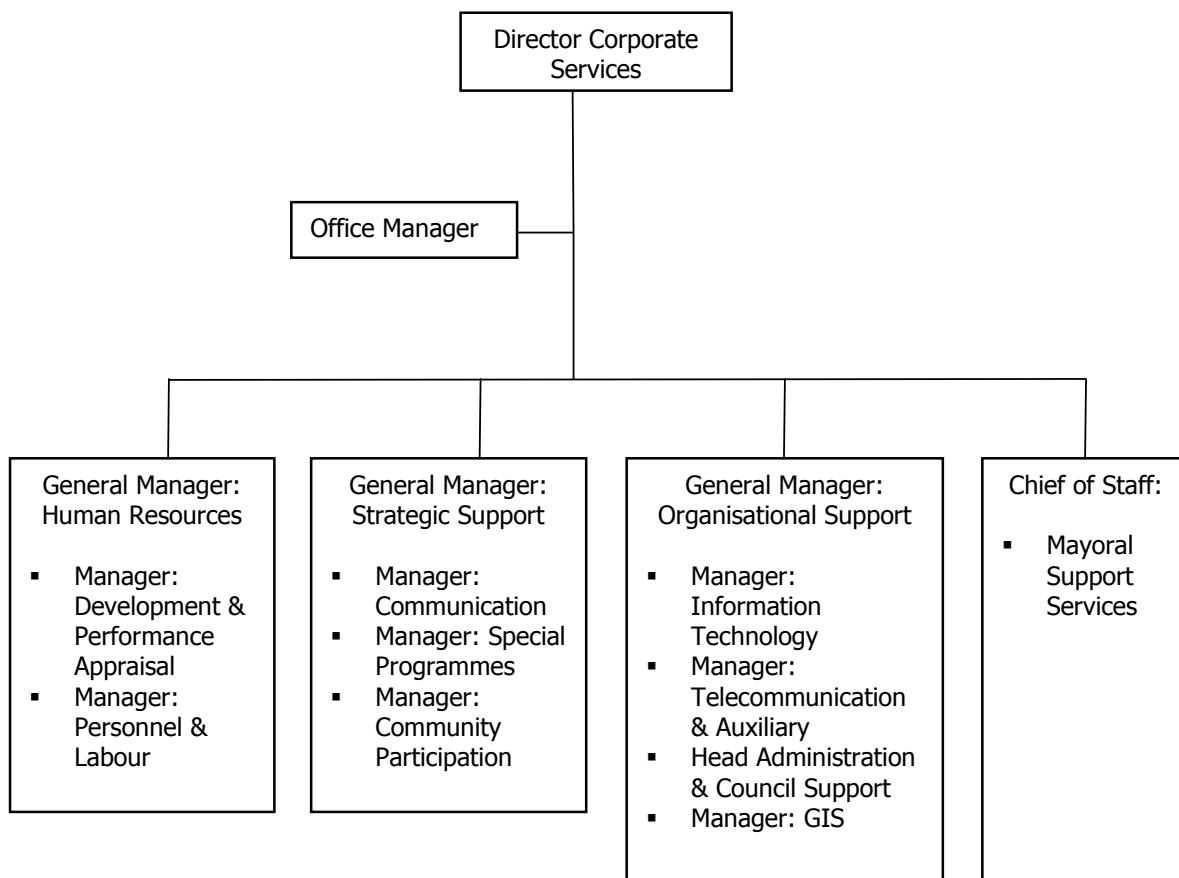 Director Corporate
Services
Office Manager
General Manager:
Human Resources
▪ Manager:
Development &
Performance
Appraisal
▪ Manager:
Personnel &
Labour
General Manager:
Strategic Support
▪ Manager:
Communication
▪ Manager: Special
Programmes
▪ Manager:
Community
Participation
General Manager:
Organisational Support
▪ Manager:
Information
Technology
▪ Manager:
Telecommunication
& Auxiliary
▪ Head Administration
& Council Support
▪ Manager: GIS
Chief of Staff:
▪ Mayoral
Support
Services